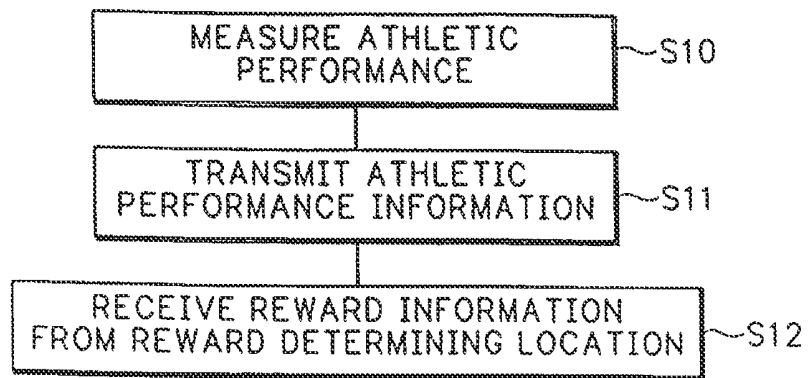 MEASURE ATHLETIC
PERFORMANCE
S10
TRANSMIT ATHLETIC
PERFORMANCE INFORMATION
S11
RECEIVE REWARD INFORMATION
FROM REWARD DETERMINING LOCATION
S12